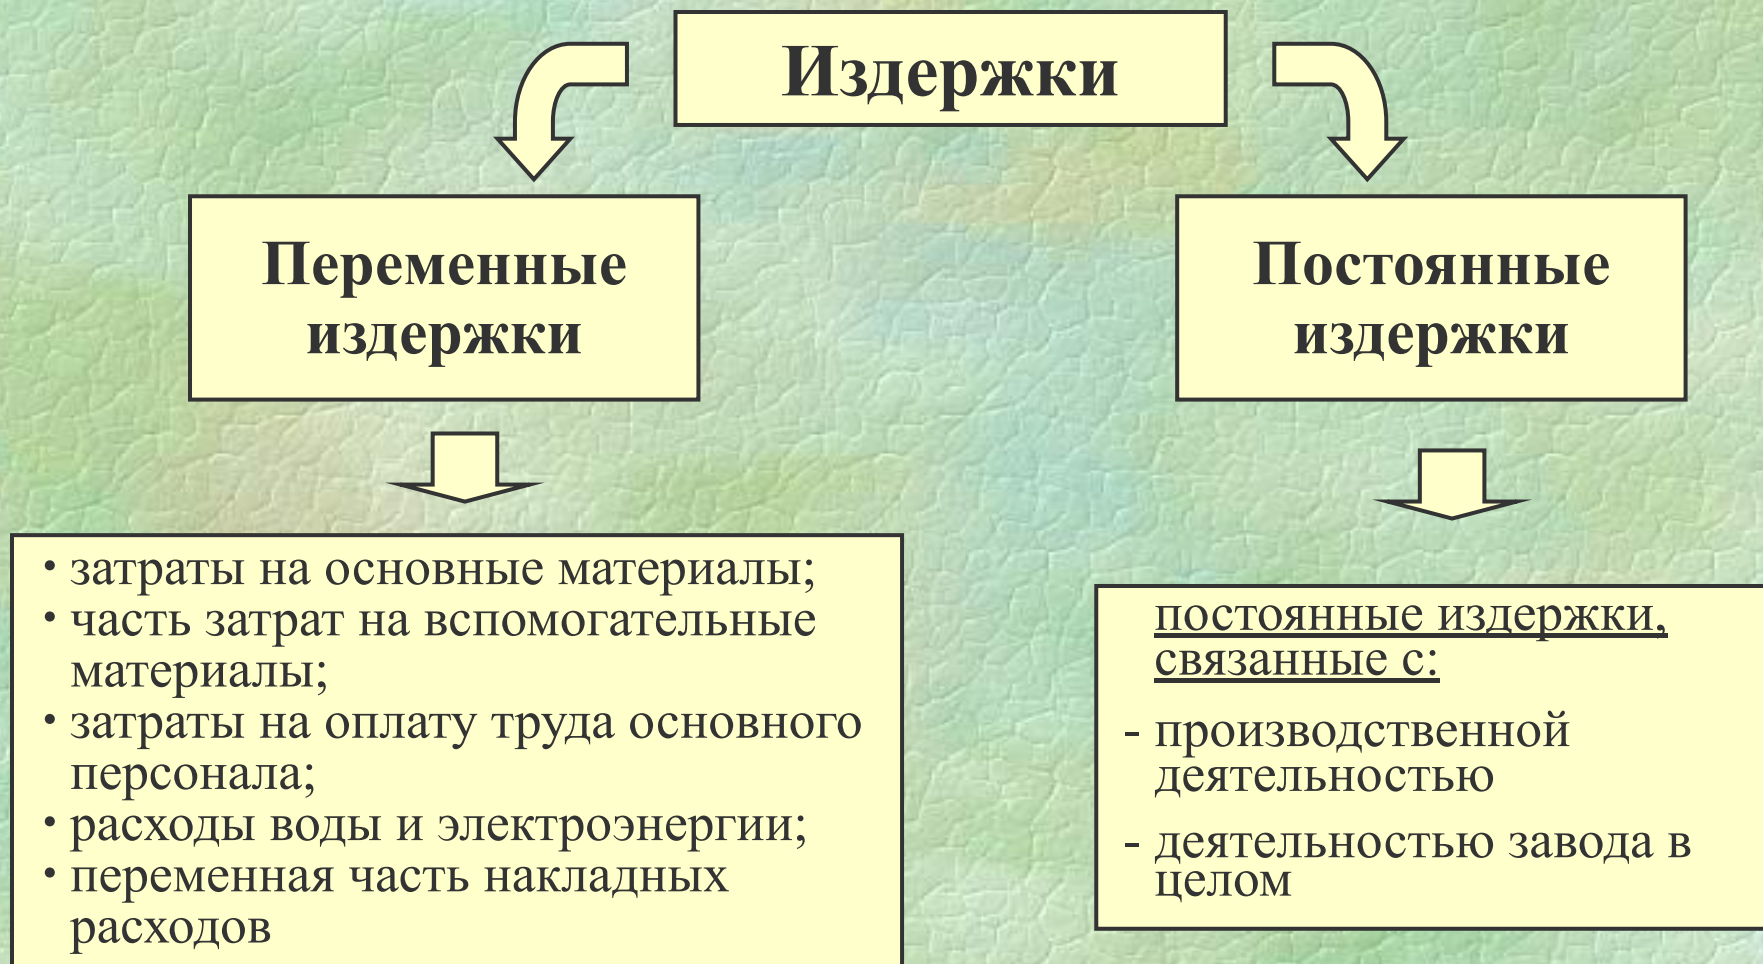 Издержки
Переменные
издержки
Постоянные
издержки
· затраты на основные материалы;
· часть затрат на вспомогательные
материалы;
· затраты на оплату труда основного
персонала;
· расходы воды и электроэнергии;
· переменная часть накладных
расходов
постоянные издержки,
связанные с:
- производственной
деятельностью
- деятельностью завода в
целом